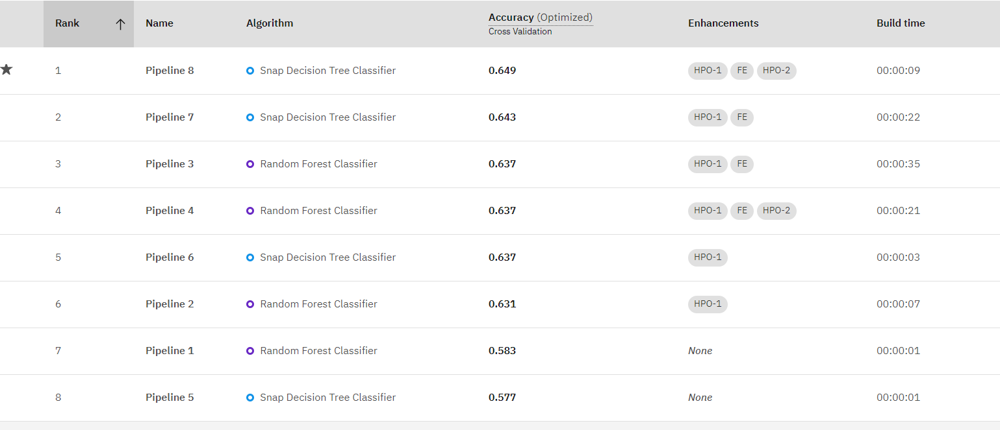 Rank Name Algorithm Accuracy (Optimized) Enhancements Build time
Cross Validation
1 Pipeline 8 Snap Decision Tree Classifier 0.649 HPO-1 FE HPO-2 00:00:09
2 Pipeline 7 Snap Decision Tree Classifier 0.643 HPO-1 FE 00:00:22
3 Pipeline 3 Random Forest Classifier 0.637 HPO-1 FE 00:00:35
4 Pipeline 4 Random Forest Classifier 0.637 HPO-1 FE HPO-2 00:00:21
5 Pipeline 6 Snap Decision Tree Classifier 0.637 HPO-1 00:00:03
6 Pipeline 2 Random Forest Classifier 0.631 HPO-1 00:00:07
7 Pipeline 1 Random Forest Classifier 0.583 None 00:00:01
8 Pipeline 5 Snap Decision Tree Classifier 0.577 None 00:00:01